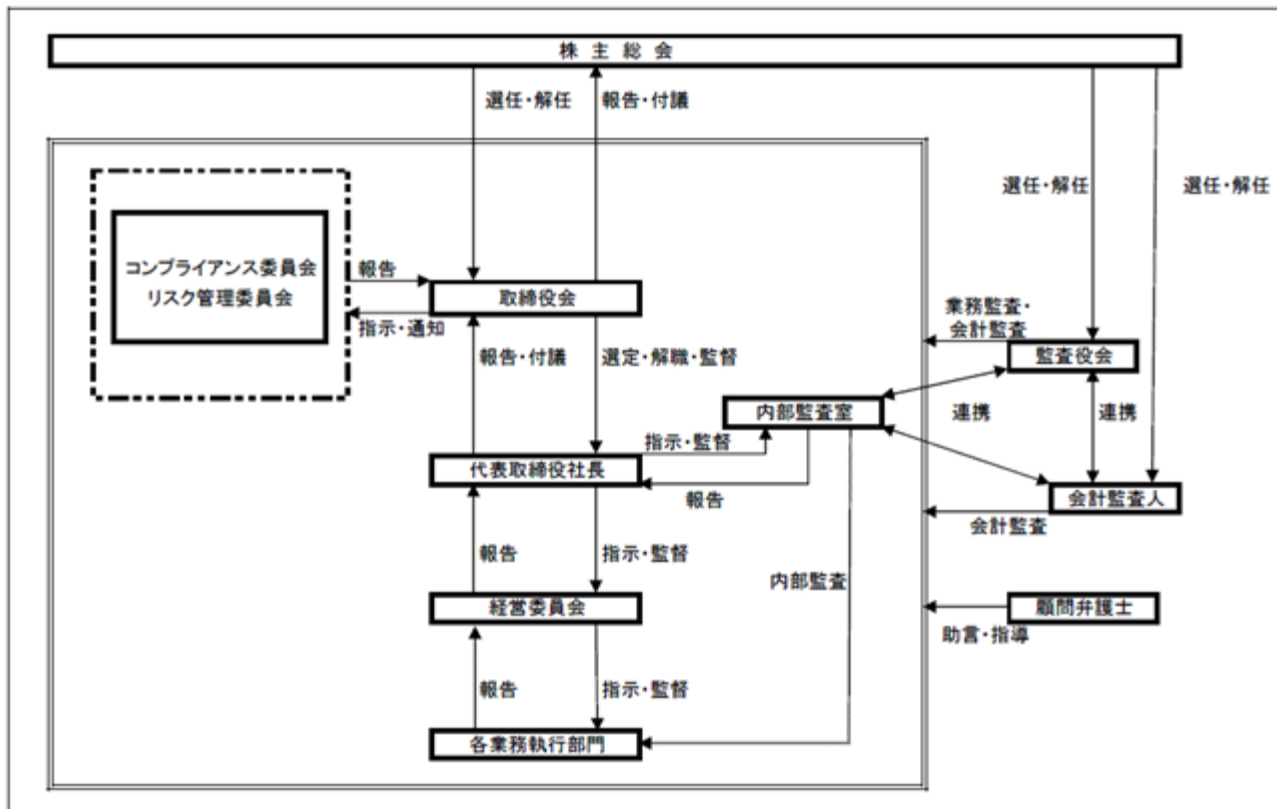 株主総会
選任・解任
報告・付議
選任・解任
選任・解任
コンプライアンス委員会
リスク管理委員会
報告
指示・通知
取締役会
業務監査・
会計監査
監査役会
報告・付議
選定・解職・監督
内部監査室
連携
連携
指示・監督
代表取締役社長
報告
会計監査人
会計監査
報告
指示・監督
内部監査
経営委員会
顧問弁護士
助言・指導
報告
指示・監督
各業務執行部門